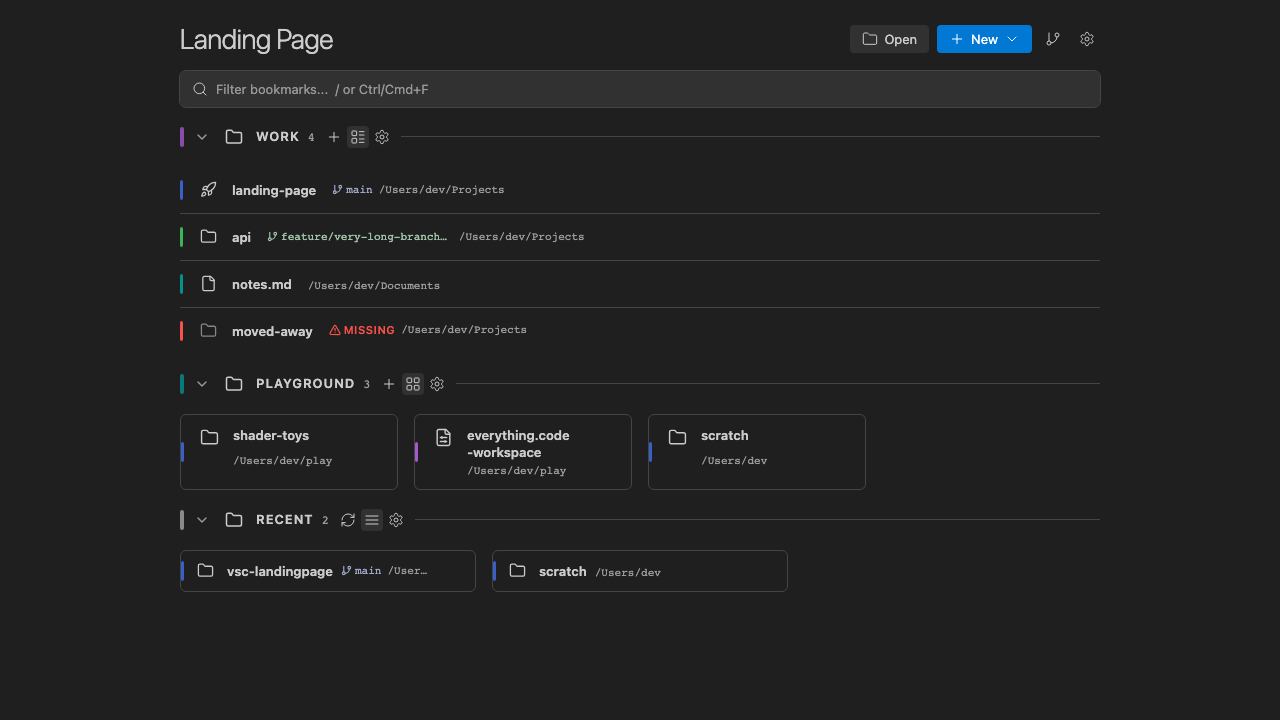 Landing Page
Open
New
Filter bookmarks... / or Ctrl/Cmd+F
WORK 4
landing-page main /Users/dev/Projects
api feature/very-long-branch… /Users/dev/Projects
notes.md /Users/dev/Documents
moved-away MISSING /Users/dev/Projects
PLAYGROUND 3
shader-toys
/Users/dev/play
everything.code
-workspace
/Users/dev/play
scratch
/Users/dev
RECENT 2
vsc-landingpage main /User…
scratch /Users/dev